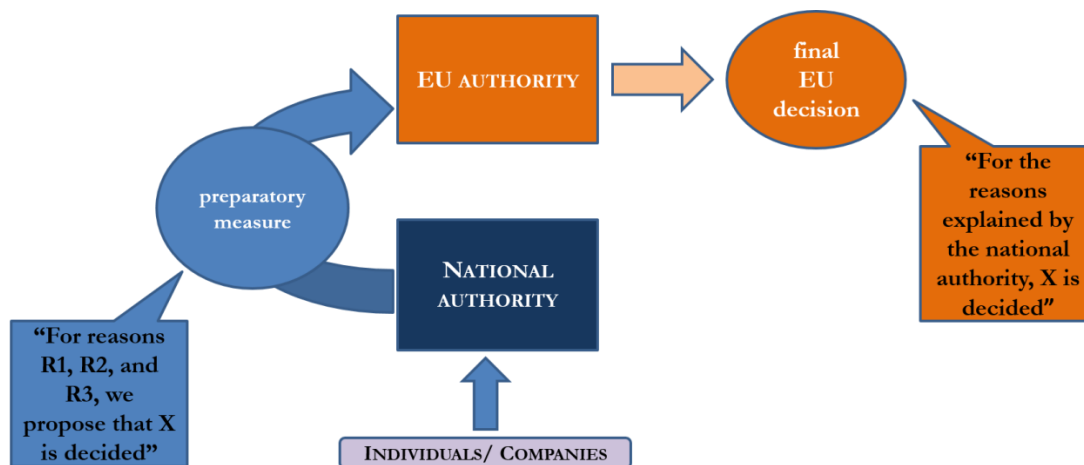 EU AUTHORITY
final
EU
decision
preparatory
measure
NATIONAL
AUTHORITY
“For the
reasons
explained by
the national
authority, X is
decided”
“For reasons
R1, R2, and
R3, we
propose that X
is decided”
INDIVIDUALS/ COMPANIES